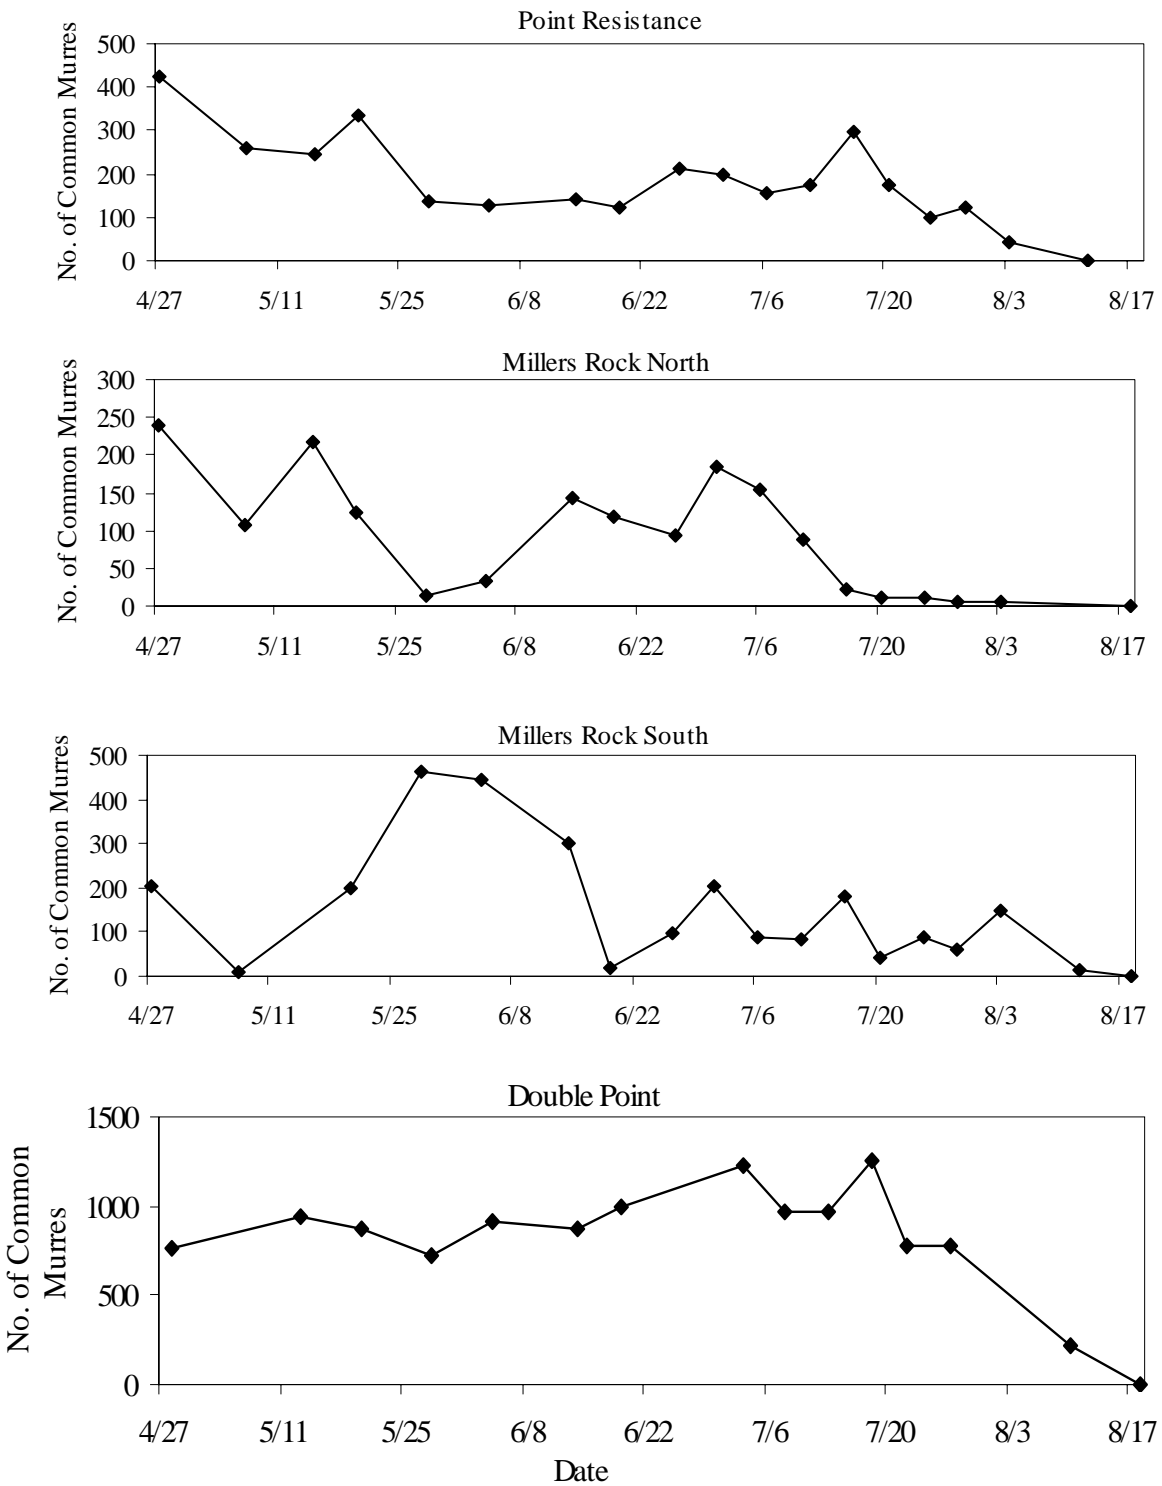 Point Resistance
No. of Common Murres
500
400
300
200
100
0
4/27 5/11 5/25 6/8 6/22 7/6 7/20 8/3 8/17
Millers Rock North
No. of Common Murres
300
250
200
150
100
50
0
4/27 5/11 5/25 6/8 6/22 7/6 7/20 8/3 8/17
Millers Rock South
No. of Common Murres
500
400
300
200
100
0
4/27 5/11 5/25 6/8 6/22 7/6 7/20 8/3 8/17
Double Point
No. of Common
Murres
1500
1000
500
0
4/27 5/11 5/25 6/8 6/22 7/6 7/20 8/3 8/17
Date